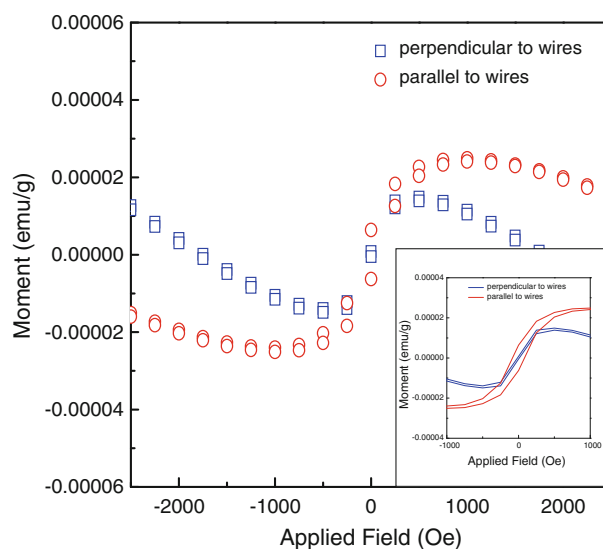 0.00006
0.00004
0.00002
0.00000
-0.00002
-0.00004
-0.00006
Moment (emu/g)
perpendicular to wires
parallel to wires
-2000
-1000
0
1000
2000
Applied Field (Oe)
0.00004
0.00002
0.00000
-0.00002
-0.00004
Moment (emu/g)
perpendicular to wires
parallel to wires
-1000
0
1000
Applied Field (Oe)